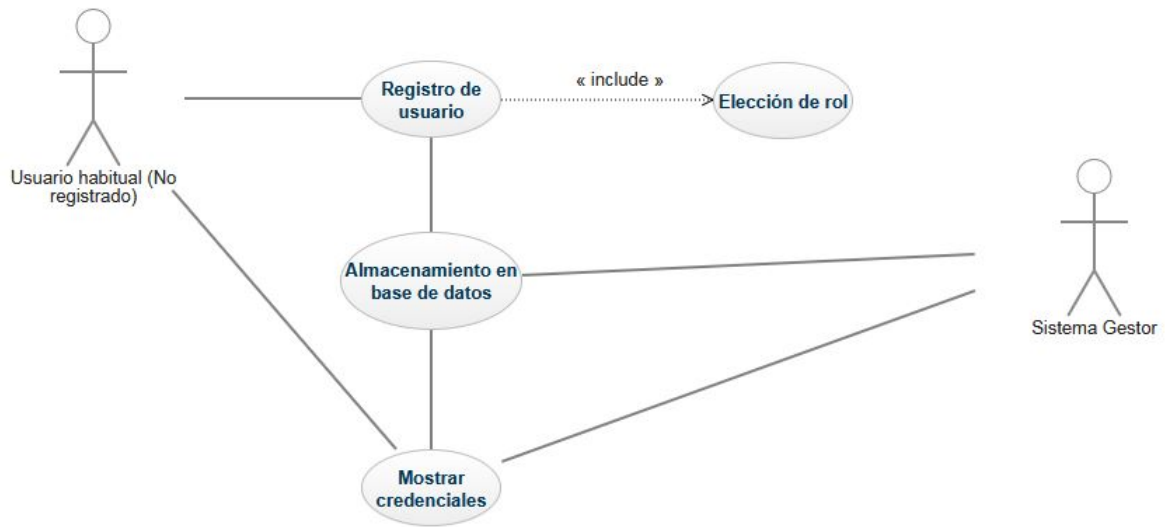 « include »
Registro de
usuario
Elección de rol
Usuario habitual (No
registrado)
Almacenamiento en
base de datos
Sistema Gestor
Mostrar
credenciales